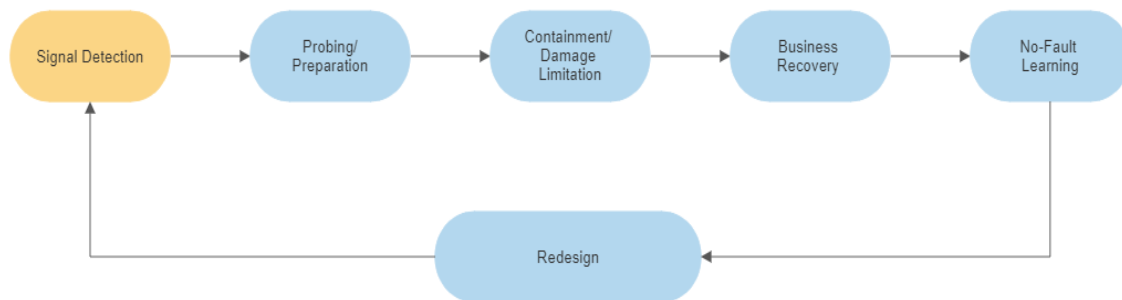 Signal Detection
Probing/
Preparation
Containment/
Damage
Limitation
Business
Recovery
No-Fault
Learning
Redesign